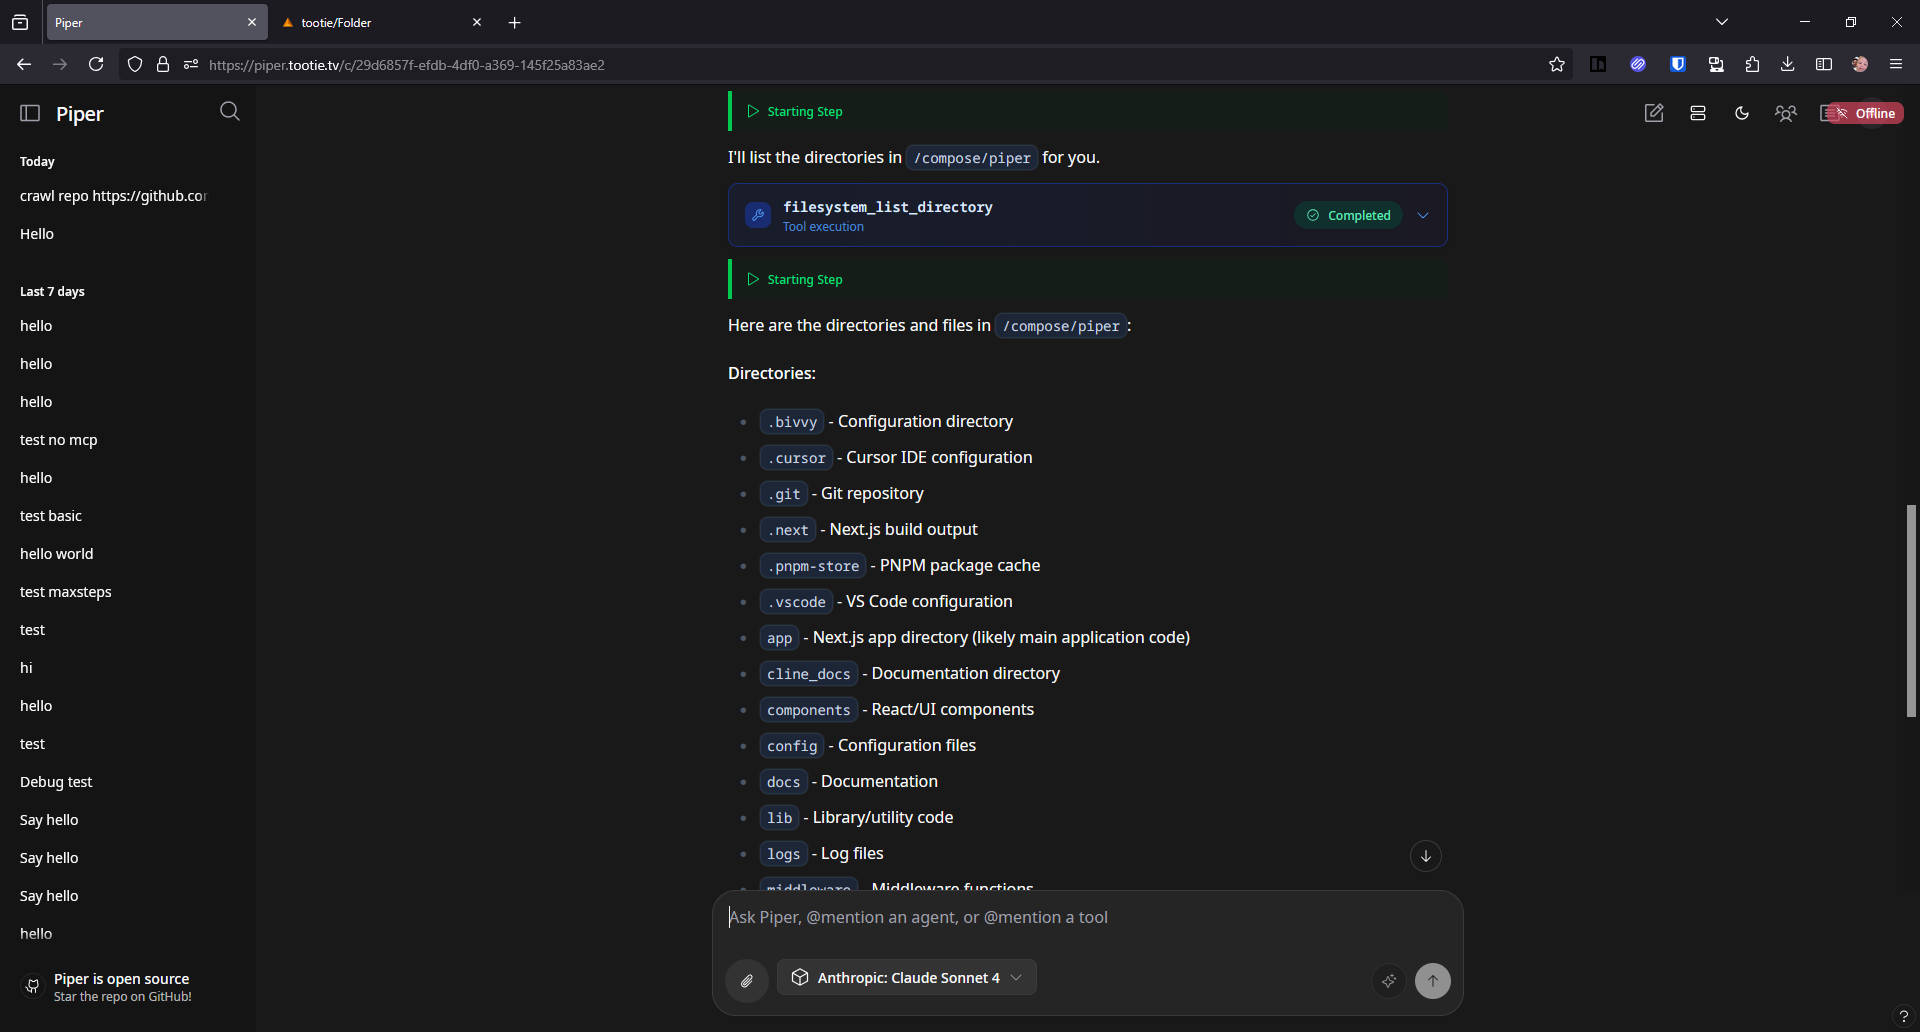 Piper
tootie/Folder
https://piper.tootie.tv/c/29d6857f-efdb-4df0-a369-145f25a83ae2
Piper
Today
crawl repo https://github.cor
Hello
Last 7 days
hello
hello
hello
test no mcp
hello
test basic
hello world
test maxsteps
test
hi
hello
test
Debug test
Say hello
Say hello
Say hello
hello
Piper is open source
Star the repo on GitHub!
Offline
Starting Step
I'll list the directories in /compose/piper for you.
filesystem_list_directory
Tool execution
Completed
Starting Step
Here are the directories and files in /compose/piper:
Directories:
.bivvy - Configuration directory
.cursor - Cursor IDE configuration
.git - Git repository
.next - Next.js build output
.pnpm-store - PNPM package cache
.vscode - VS Code configuration
app - Next.js app directory (likely main application code)
cline_docs - Documentation directory
components - React/UI components
config - Configuration files
docs - Documentation
lib - Library/utility code
logs - Log files
middleware - Middleware functions
Ask Piper, @mention an agent, or @mention a tool
Anthropic: Claude Sonnet 4
?